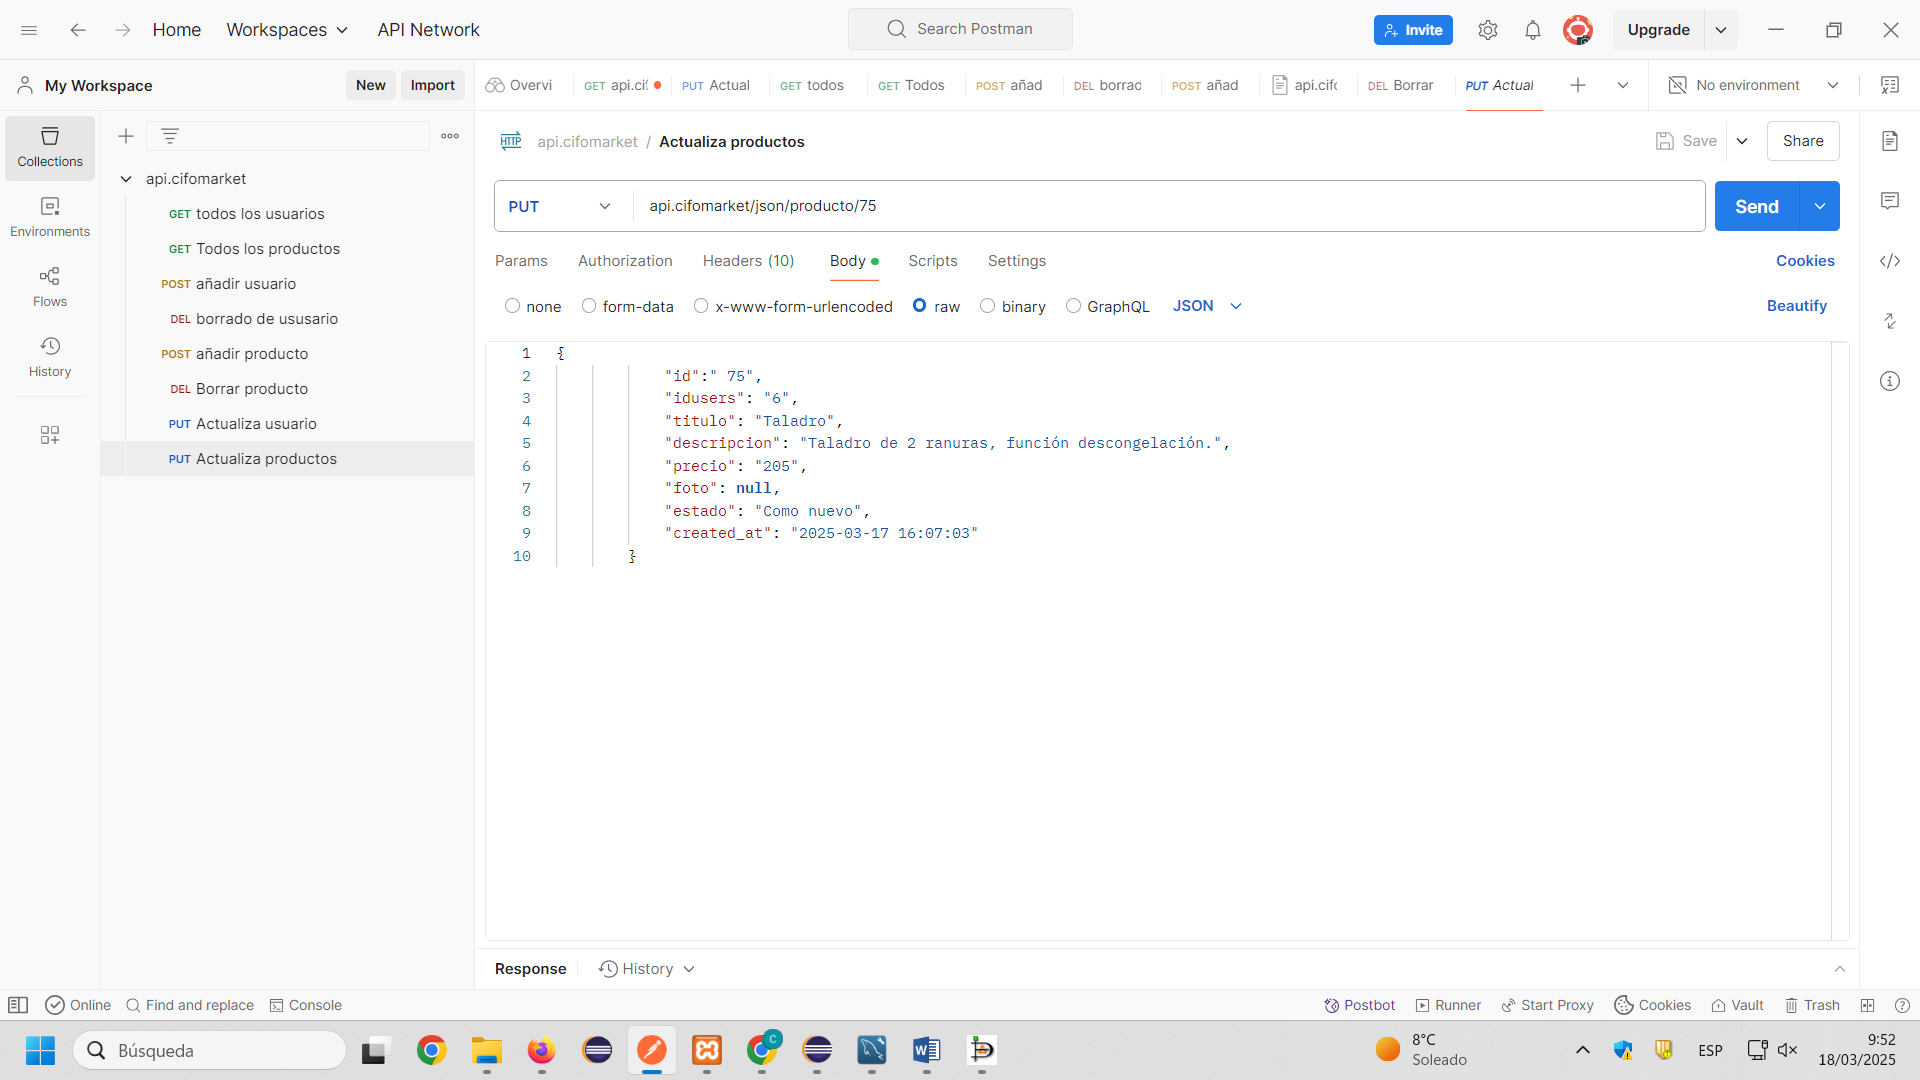 Home Workspaces API Network Search Postman Invite Upgrade
My Workspace New Import Overvi GET api.cif PUT Actual GET todos GET Todos POST añad DEL borrad POST añad api.cifc DEL Borrar PUT Actual No environment
Collections
Environments
Flows
History
api.cifomarket
GET todos los usuarios
GET Todos los productos
POST añadir usuario
DEL borrado de ususario
POST añadir producto
DEL Borrar producto
PUT Actualiza usuario
PUT Actualiza productos
HTTP api.cifomarket / Actualiza productos Save Share
PUT api.cifomarket/json/producto/75 Send
Params Authorization Headers (10) Body Scripts Settings Cookies
none form-data x-www-form-urlencoded raw binary GraphQL JSON Beautify
1 {
2 "id":" 75",
3 "idusers": "6",
4 "titulo": "Taladro",
5 "descripcion": "Taladro de 2 ranuras, función descongelación.",
6 "precio": "205",
7 "foto": null,
8 "estado": "Como nuevo",
9 "created_at": "2025-03-17 16:07:03"
10 }
Response History
Online Find and replace Console Postbot Runner Start Proxy Cookies Vault Trash
Búsqueda
8°C
Soleado
ESP
9:52
18/03/2025